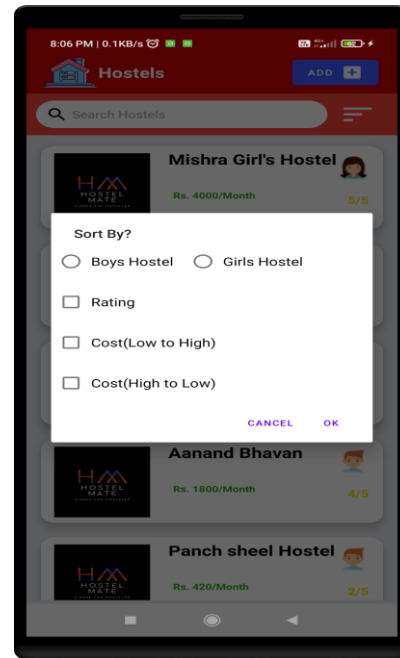 8:06 PM | 0.1KB/s
Hostels
ADD
Search Hostels
Mishra Girl's Hostel
HOSTEL
MATE
Rs. 4000/Month
5/5
Sort By?
Boys Hostel
Girls Hostel
Rating
Cost(Low to High)
Cost(High to Low)
CANCEL
OK
Aanand Bhavan
HOSTEL
MATE
Rs. 1800/Month
4/5
Panch sheel Hostel
HOSTEL
MATE
Rs. 420/Month
2/5